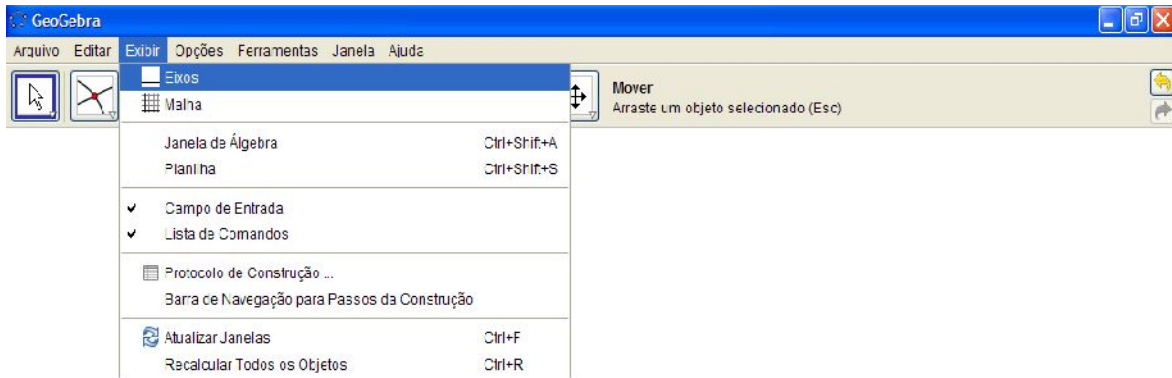 GeoGebra
Arquivo Editar Exibir Opções Ferramentas Janela Ajuda
Eixos
Malha
Mover
Arraste um objeto selecionado (Esc)
Janela de Álgebra Ctrl+Shift+A
Planilha Ctrl+Shift+S
Campo de Entrada
Lista de Comandos
Protocolo de Construção ...
Barra de Navegação para Passos da Construção
Atualizar Janelas Ctrl+F
Recalcular Todos os Objetos Ctrl+R